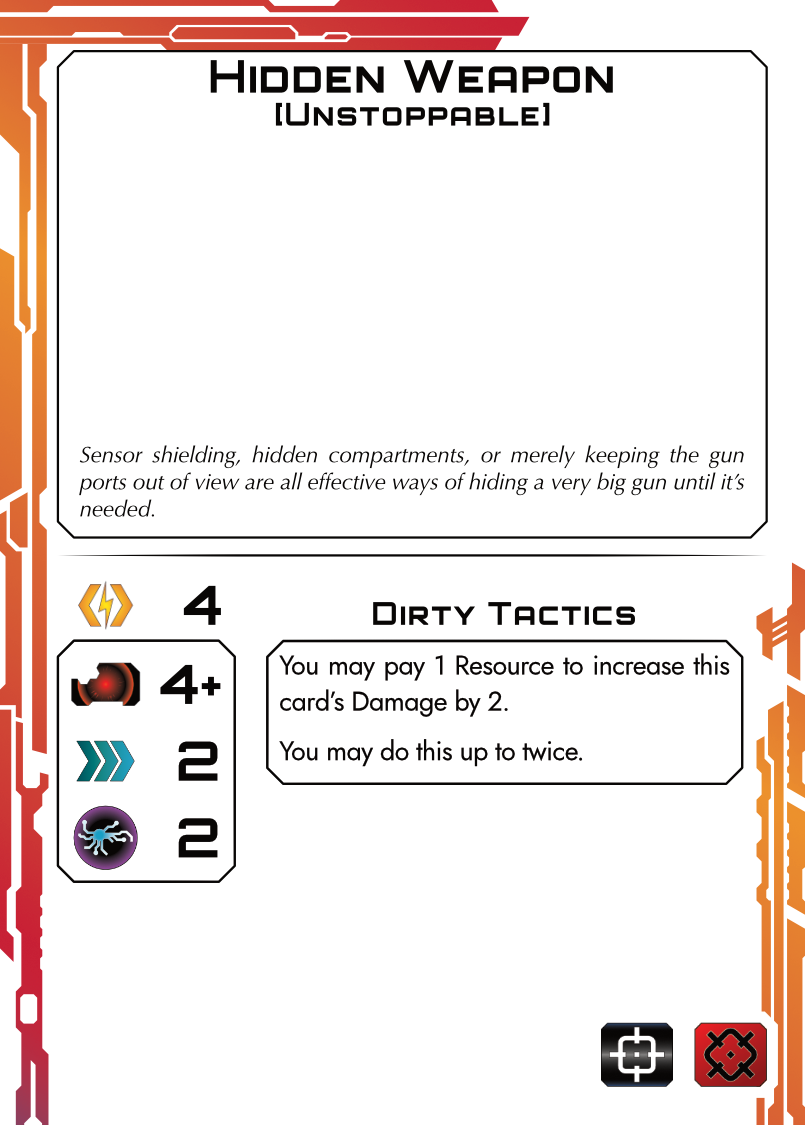 Hidden Weapon
[Unstoppable]
Sensor shielding, hidden compartments, or merely keeping the gun
ports out of view are all effective ways of hiding a very big gun until it's
needed.
4
Dirty Tactics
4+
You may pay 1 Resource to increase this
card's Damage by 2.
2
You may do this up to twice.
2